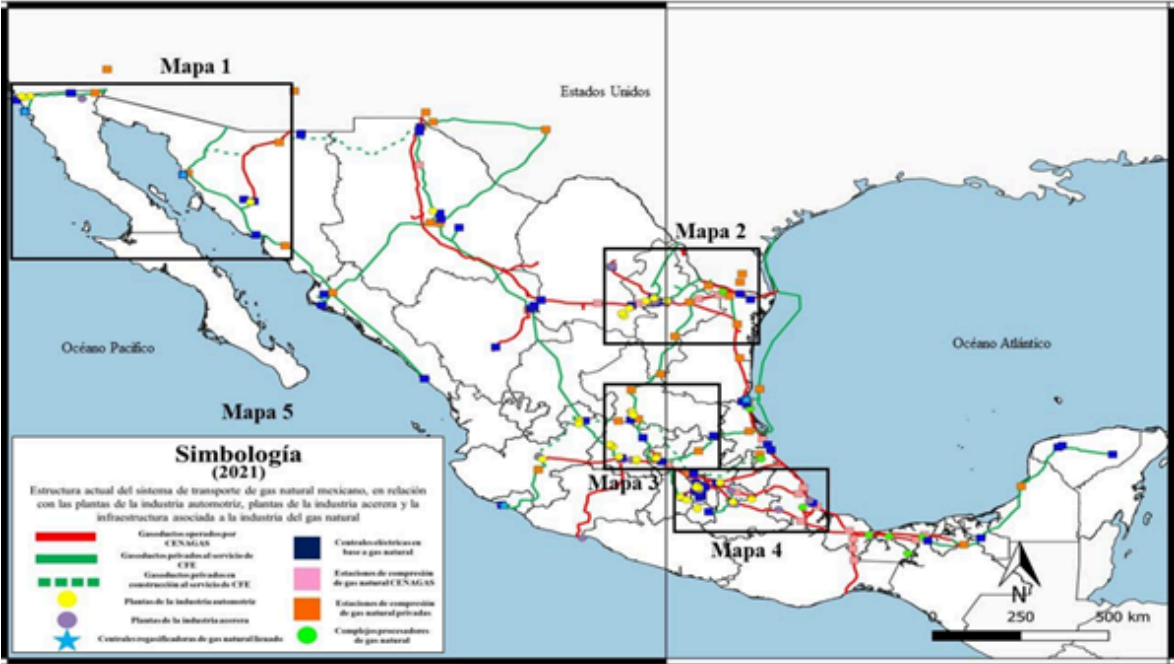 Mapa 1
Estados Unidos
Mapa 2
Océano Pacifico
Océano Atlántico
Mapa 5
Mapa 3
Mapa 4
Simbología
(2021)
Estructura actual del sistema de transporte de gas natural mexicano, en relación
con las plantas de la industria automotriz, plantas de la industria acerera y la
infraestructura asociada a la industria del gas natural
Gasoductos operados por
CENAGAS
Gasoductos privados al servicio de
CFE
Gasoductos privados en
construcción al servicio de CFE
Plantas de la industria automotriz
Plantas de la industria acerera
Centrales regasificadoras de gas natural licuado
Centrales eléctricas en
base a gas natural
Estaciones de compresión
de gas natural CENAGAS
Estaciones de compresión
de gas natural privadas
Complejos procesadores
de gas natural
N
0 250 500 km